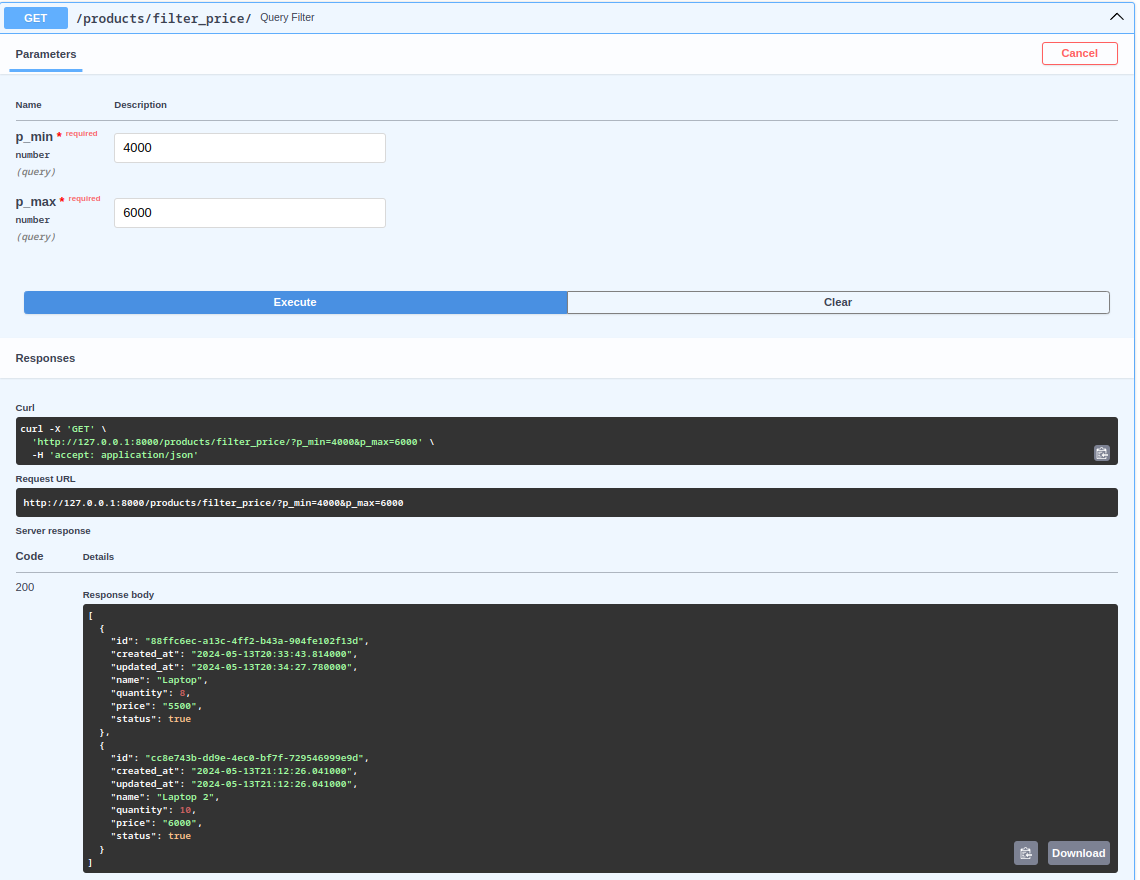 GET /products/filter_price/ Query Filter
Parameters
Cancel
Name Description
p_min * required
number
(query)
4000
p_max * required
number
(query)
6000
Execute Clear
Responses
Curl
curl -X 'GET' \
  'http://127.0.0.1:8000/products/filter_price/?p_min=4000&p_max=6000' \
  -H 'accept: application/json'
Request URL
http://127.0.0.1:8000/products/filter_price/?p_min=4000&p_max=6000
Server response
Code Details
200
Response body
[
  {
    "id": "88ffc6ec-a13c-4ff2-b43a-904fe102f13d",
    "created_at": "2024-05-13T20:33:43.814000",
    "updated_at": "2024-05-13T20:34:27.780000",
    "name": "Laptop",
    "quantity": 8,
    "price": "5500",
    "status": true
  },
  {
    "id": "cc8e743b-dd9e-4ec0-bf7f-729546999e9d",
    "created_at": "2024-05-13T21:12:26.041000",
    "updated_at": "2024-05-13T21:12:26.041000",
    "name": "Laptop 2",
    "quantity": 10,
    "price": "6000",
    "status": true
  }
]
Download